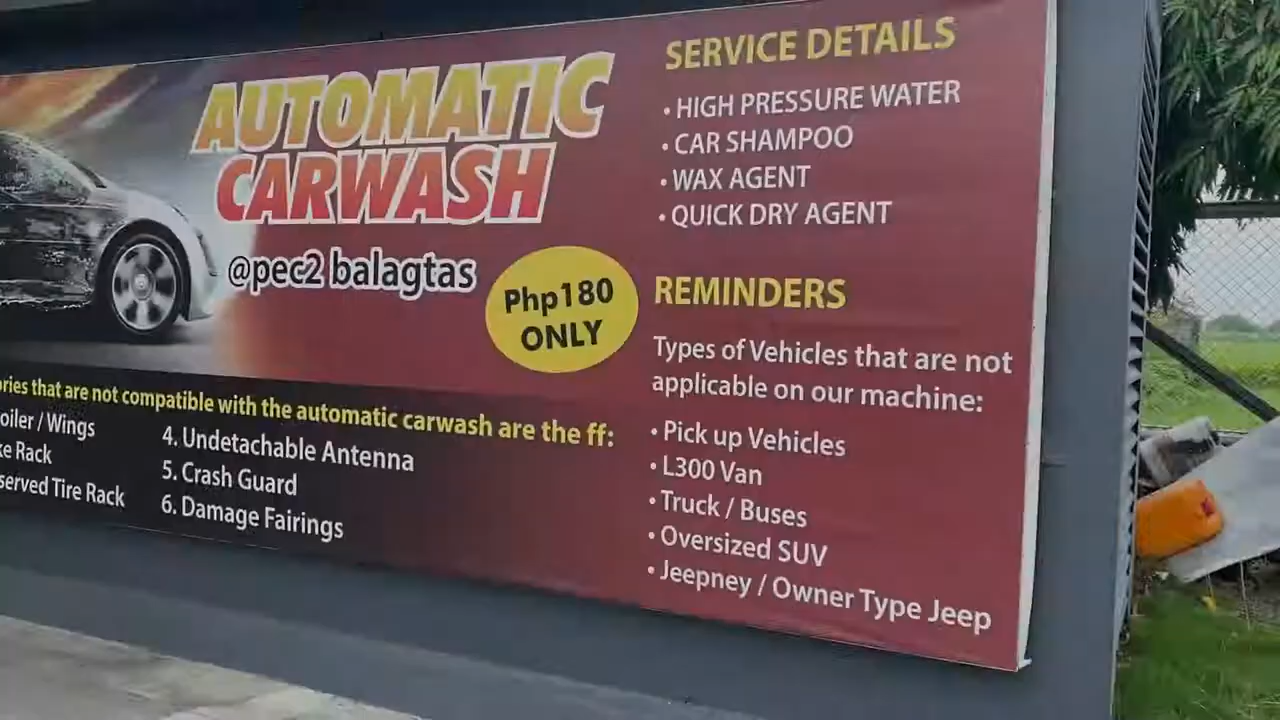 AUTOMATIC
CARWASH
@pec2 balagtas
Php180
ONLY
that are not compatible with the automatic carwash are the ff:
/ Wings
Rack
Tire Rack
4. Undetachable Antenna
5. Crash Guard
6. Damage Fairings
SERVICE DETAILS
• HIGH PRESSURE WATER
• CAR SHAMPOO
• WAX AGENT
• QUICK DRY AGENT
REMINDERS
Types of Vehicles that are not
applicable on our machine:
• Pick up Vehicles
• L300 Van
• Truck / Buses
• Oversized SUV
• Jeepney / Owner Type Jeep